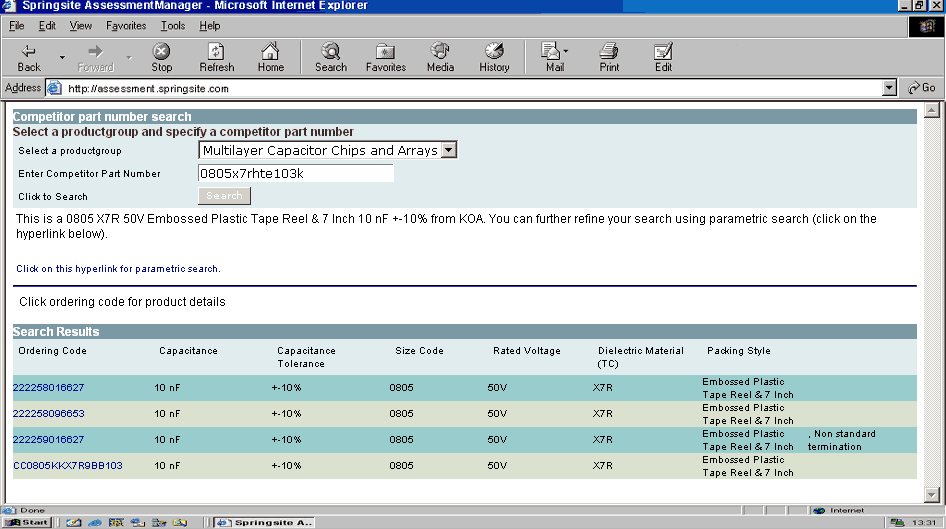 Springsite AssessmentManager - Microsoft Internet Explorer
File Edit View Favorites Tools Help
Back Forward Stop Refresh Home Search Favorites Media History Mail Print Edit
Address http://assessment.springsite.com Go
Competitor part number search
Select a productgroup and specify a competitor part number
Select a productgroup Multilayer Capacitor Chips and Arrays
Enter Competitor Part Number 0805x7rhte103k
Click to Search Search
This is a 0805 X7R 50V Embossed Plastic Tape Reel & 7 Inch 10 nF +-10% from KOA. You can further refine your search using parametric search (click on the
hyperlink below).
Click on this hyperlink for parametric search.
Click ordering code for product details
Search Results
Ordering Code Capacitance Capacitance Size Code Rated Voltage Dielectric Material Packing Style
Tolerance (TC)
222258016627 10 nF +-10% 0805 50V X7R Embossed Plastic
Tape Reel & 7 Inch
222258096653 10 nF +-10% 0805 50V X7R Embossed Plastic
Tape Reel & 7 Inch
222259016627 10 nF +-10% 0805 50V X7R Embossed Plastic , Non standard
Tape Reel & 7 Inch termination
CC0805KKX7R9BB103 10 nF +-10% 0805 50V X7R Embossed Plastic
Tape Reel & 7 Inch
Done Internet
Start Springsite A... 13:31